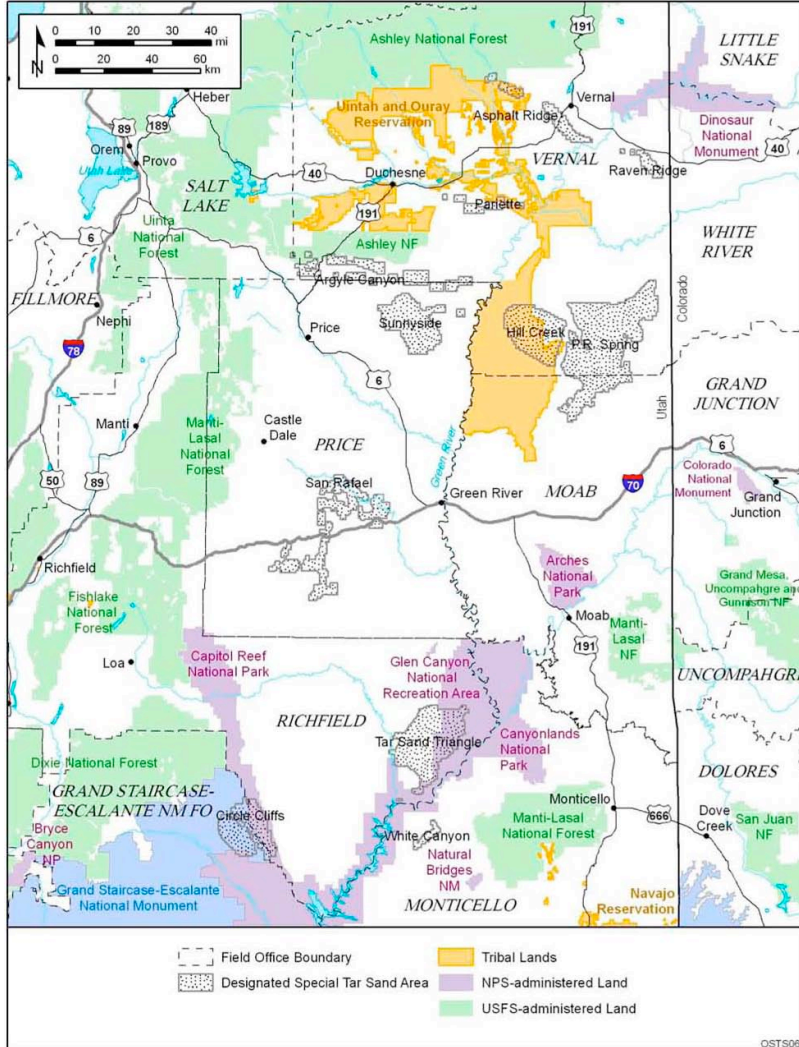 0 10 20 30 40
mi
0 20 40 60
km
N
Ashley National Forest
191
LITTLE
SNAKE
Heber
Uintah and Ouray
Reservation
Asphalt Ridge
Vernal
Dinosaur
National
Monument
89
189
Orem
Provo
Utah Lake
40
VERNAL
40
Raven Ridge
SALT
LAKE
Duchesne
191
Pariette
Uinta
National
Forest
6
Ashley NF
WHITE
RIVER
Argyle Canyon
FILLMORE
Nephi
Sunnyside
Colorado
Price
Hill Creek
P.R. Spring
78
6
Utah
GRAND
JUNCTION
Manti
Manti-
Lasal
National
Forest
Castle
Dale
PRICE
Green River
6
50
89
San Rafael
Green River
MOAB
70
Colorado
National
Monument
Grand
Junction
Richfield
Arches
National
Park
Grand Mesa,
Uncompahgre and
Gunnison NF
Fishlake
National
Forest
Moab
Manti-
Lasal
NF
191
Loa
Capitol Reef
National Park
Glen Canyon
National
Recreation Area
UNCOMPAHGRE
RICHFIELD
Tar Sand Triangle
Canyonlands
National
Park
Dixie National Forest
DOLORES
GRAND STAIRCASE-
ESCALANTE NM FO
Circle Cliffs
Monticello
666
Dove
Creek
San Juan
NF
Bryce
Canyon
NP
White Canyon
Manti-Lasal
National Forest
Natural
Bridges
NM
Grand Staircase-Escalante
National Monument
MONTICELLO
Navajo
Reservation
Field Office Boundary
Tribal Lands
Designated Special Tar Sand Area
NPS-administered Land
USFS-administered Land
OSTS06